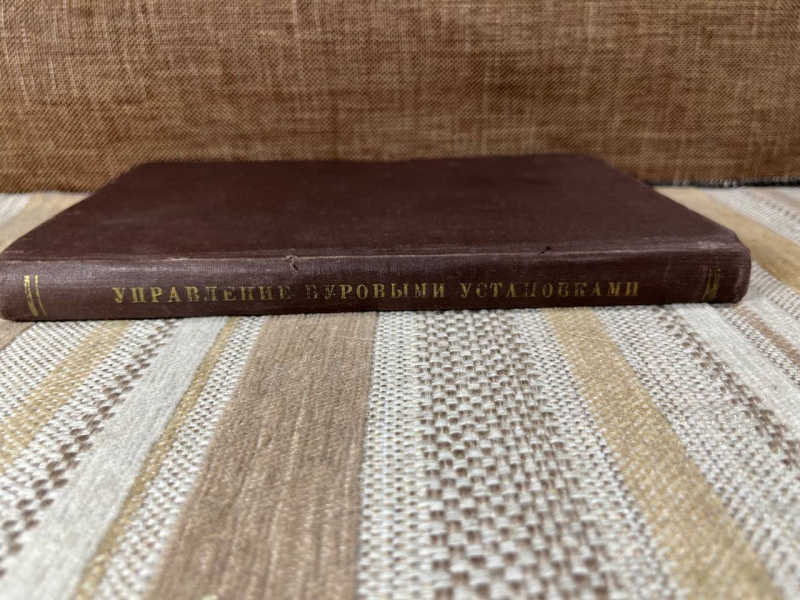 УПРАВЛЕНИЕ БУРОВЫМИ УСТАНОВКАМИ